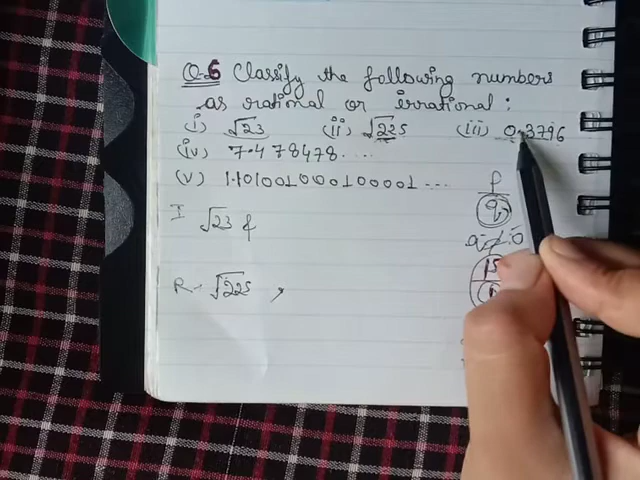 Q.6 Classify the following numbers
as rational or irrational :
(i) √23 (ii) √225 (iii) 0.3796
(iv) 7.478478....
(v) 1.101001000100001...
p
q
q≠0
I √23 &
R - √225 ,
15
1